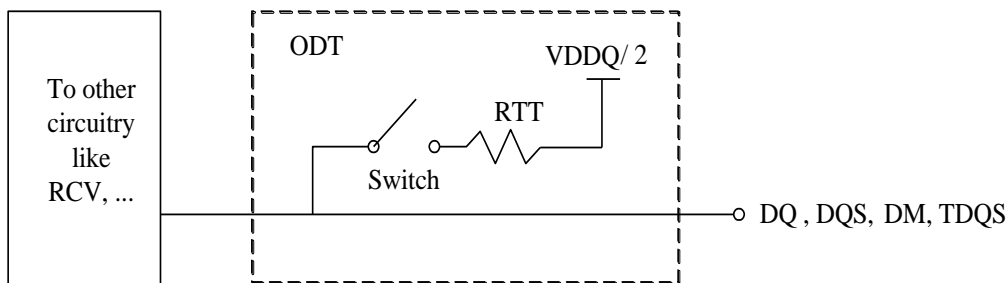 To other
circuitry
like
RCV, ...
ODT
VDDQ/ 2
RTT
Switch
DQ , DQS, DM, TDQS